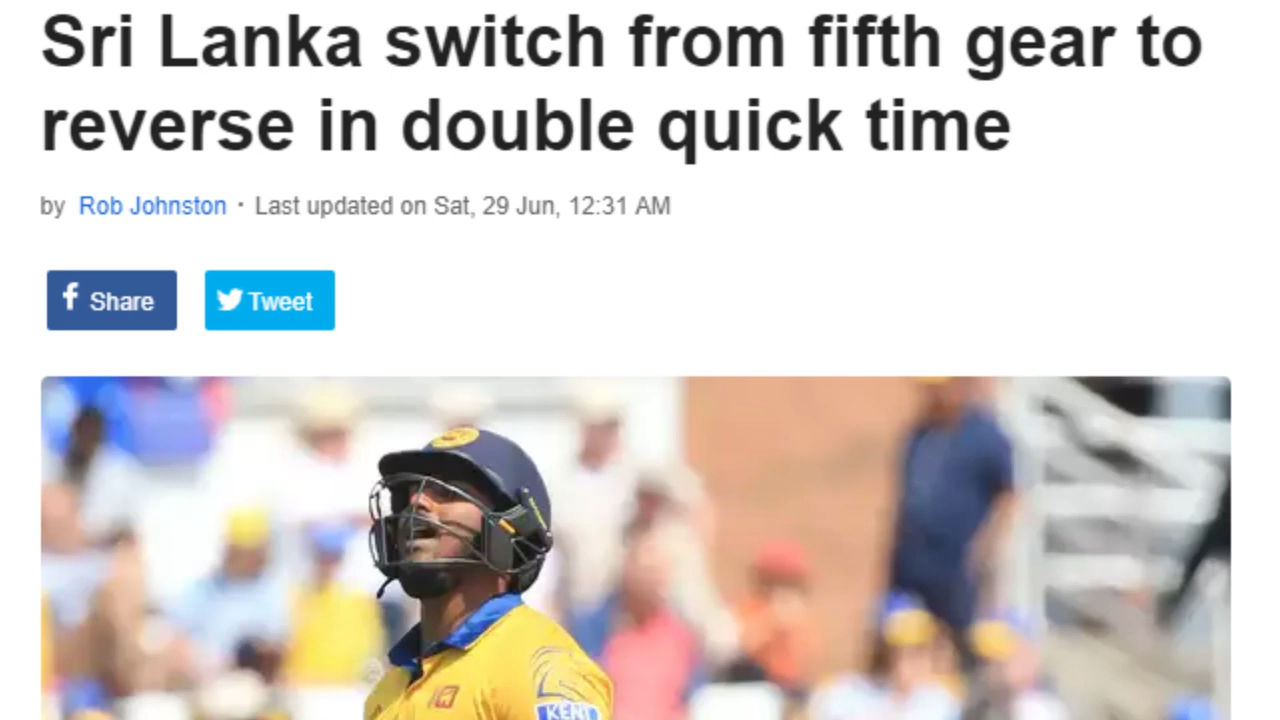 Sri Lanka switch from fifth gear to
reverse in double quick time
by Rob Johnston · Last updated on Sat, 29 Jun, 12:31 AM
Share Tweet
KENT